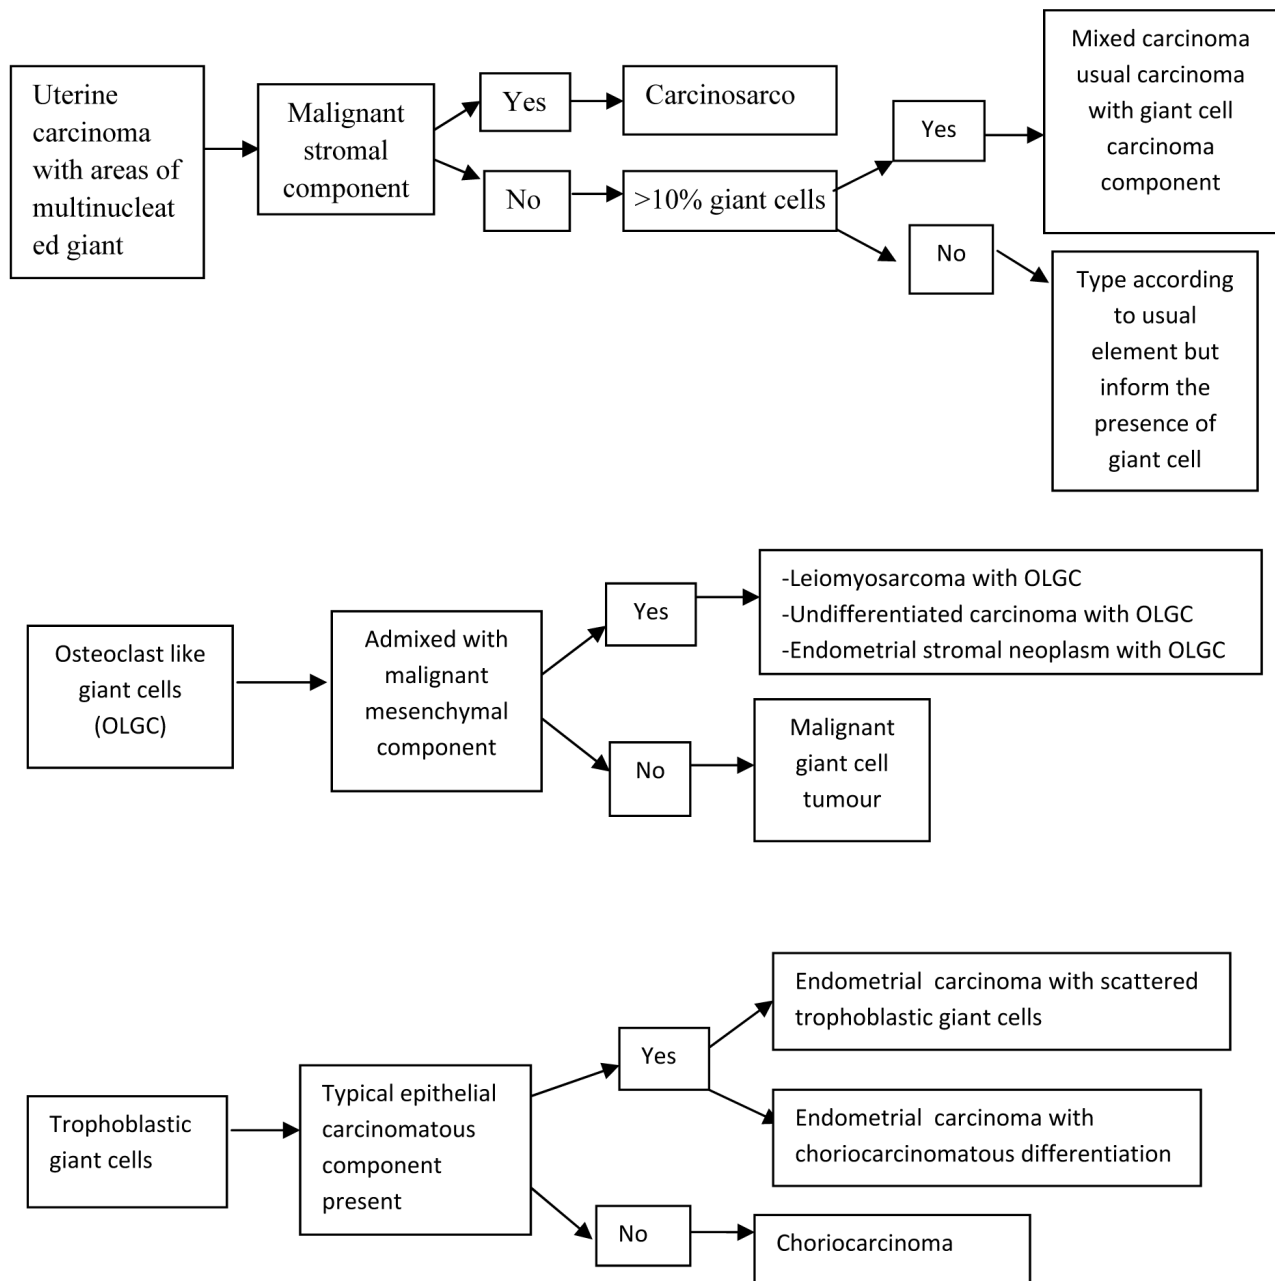 Uterine
carcinoma
with areas of
multinucleat
ed giant
Malignant
stromal
component
Yes
Carcinosarco
No
>10% giant cells
Yes
Mixed carcinoma
usual carcinoma
with giant cell
carcinoma
component
No
Type according
to usual
element but
inform the
presence of
giant cell
Osteoclast like
giant cells
(OLGC)
Admixed with
malignant
mesenchymal
component
Yes
-Leiomyosarcoma with OLGC
-Undifferentiated carcinoma with OLGC
-Endometrial stromal neoplasm with OLGC
No
Malignant
giant cell
tumour
Trophoblastic
giant cells
Typical epithelial
carcinomatous
component
present
Yes
Endometrial carcinoma with scattered
trophoblastic giant cells
Endometrial carcinoma with
choriocarcinomatous differentiation
No
Choriocarcinoma